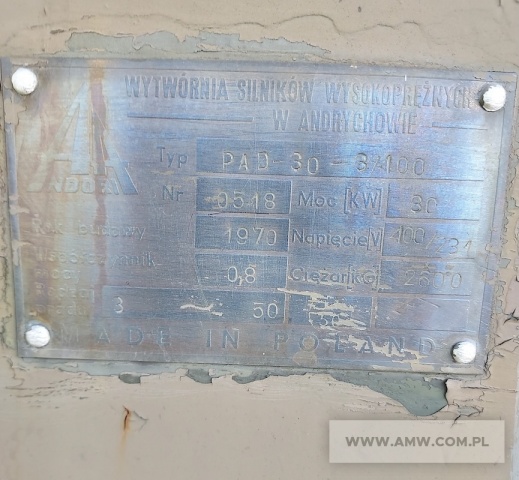 WYTWÓRNIA SILNIKÓW WYSOKOPRĘŻNYCH
W ANDRYCHOWIE
Typ PAD-30-3/400
Nr 0518 Moc [KW] 30
1970 Napięcie [V]
0,8 Ciężar [KG]
3 50
MADE IN POLAND
WWW.AMW.COM.PL